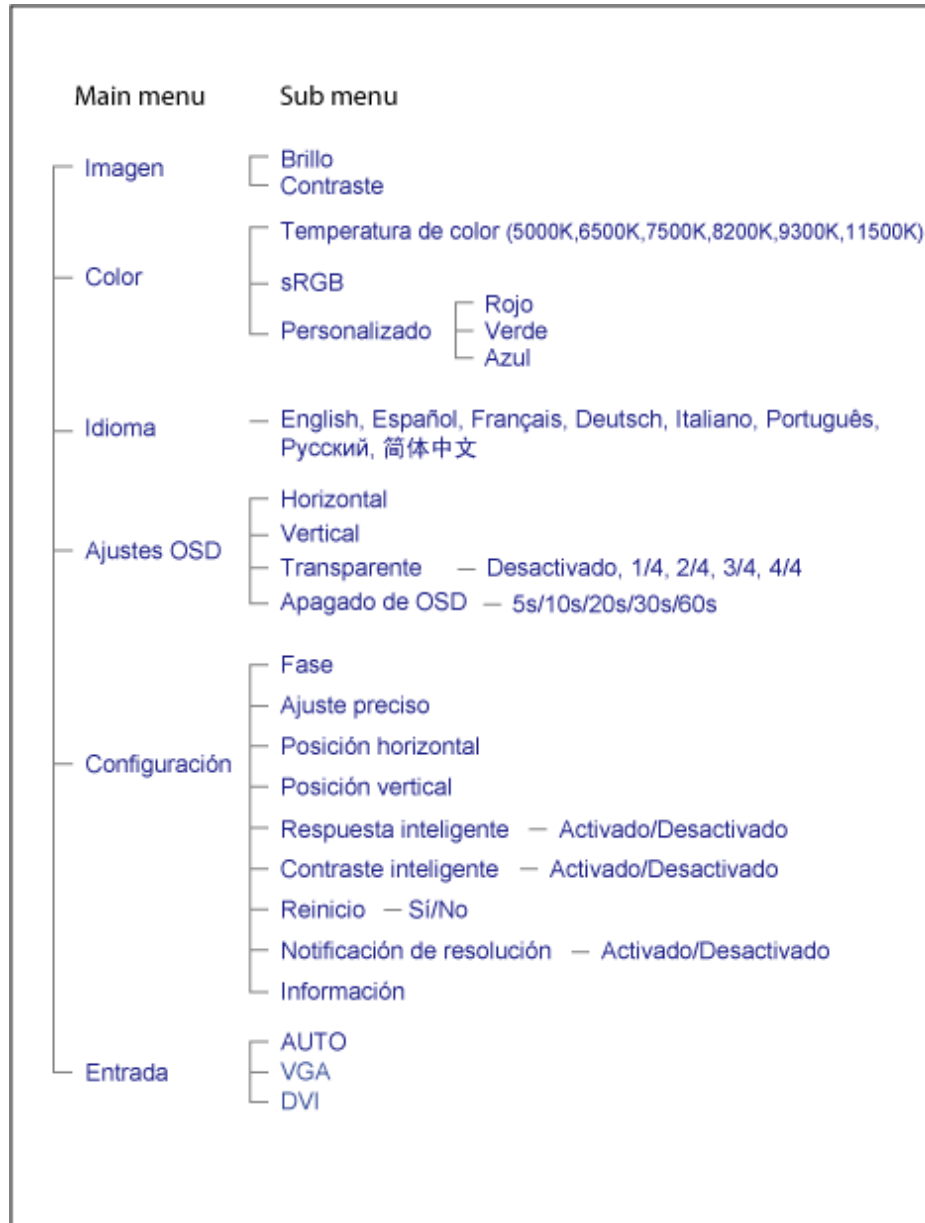 Main menu Sub menu
Imagen
Brillo
Contraste
Color
Temperatura de color (5000K,6500K,7500K,8200K,9300K,11500K)
sRGB
Personalizado
Rojo
Verde
Azul
Idioma
English, Español, Français, Deutsch, Italiano, Português,
Русский, 简体中文
Ajustes OSD
Horizontal
Vertical
Transparente — Desactivado, 1/4, 2/4, 3/4, 4/4
Apagado de OSD — 5s/10s/20s/30s/60s
Configuración
Fase
Ajuste preciso
Posición horizontal
Posición vertical
Respuesta inteligente — Activado/Desactivado
Contraste inteligente — Activado/Desactivado
Reinicio — Sí/No
Notificación de resolución — Activado/Desactivado
Información
Entrada
AUTO
VGA
DVI